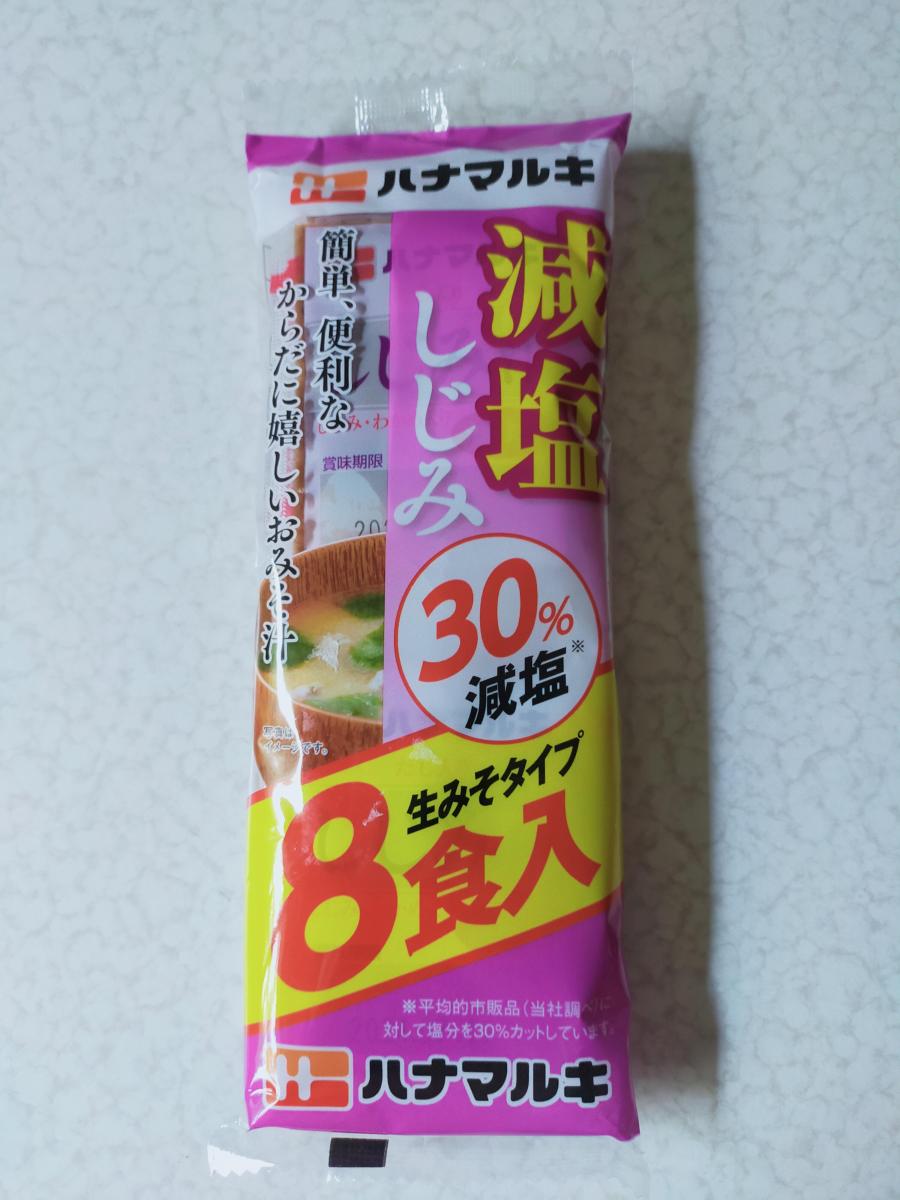 ハナマルキ
減塩
しじみ
簡単、便利な
からだに嬉しいおみそ汁
賞味期限
30%
減塩※
写真は
イメージです。
生みそタイプ
8食入
※平均的市販品(当社調べ)に
対して塩分を30%カットしています。
ハナマルキ